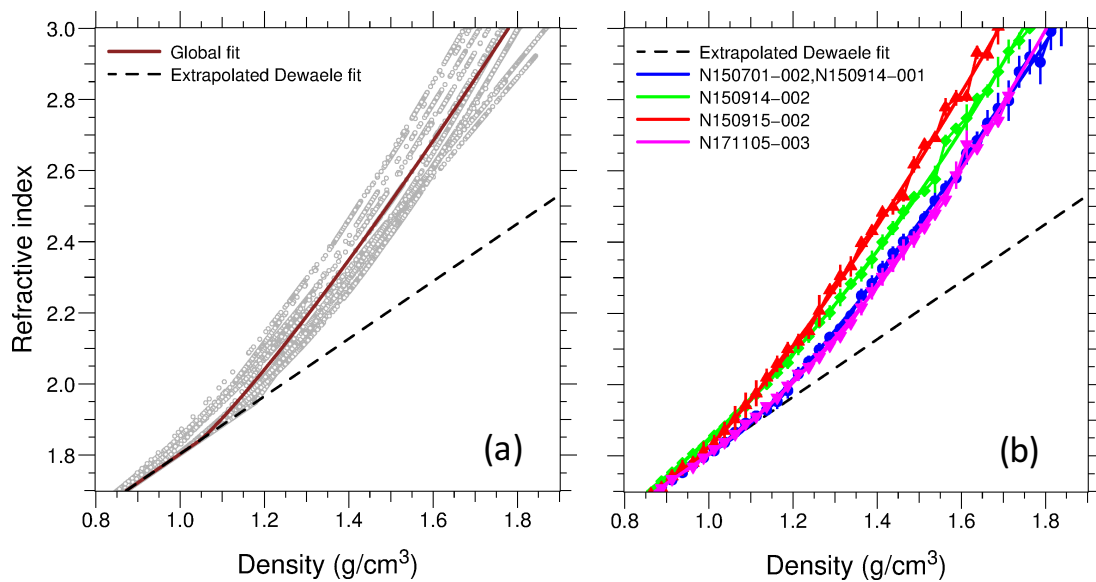 3.0
2.8
2.6
2.4
2.2
2.0
1.8
Refractive index
Global fit
Extrapolated Dewaele fit
(a)
0.8 1.0 1.2 1.4 1.6 1.8
Density (g/cm³)
Extrapolated Dewaele fit
N150701−002,N150914−001
N150914−002
N150915−002
N171105−003
(b)
0.8 1.0 1.2 1.4 1.6 1.8
Density (g/cm³)